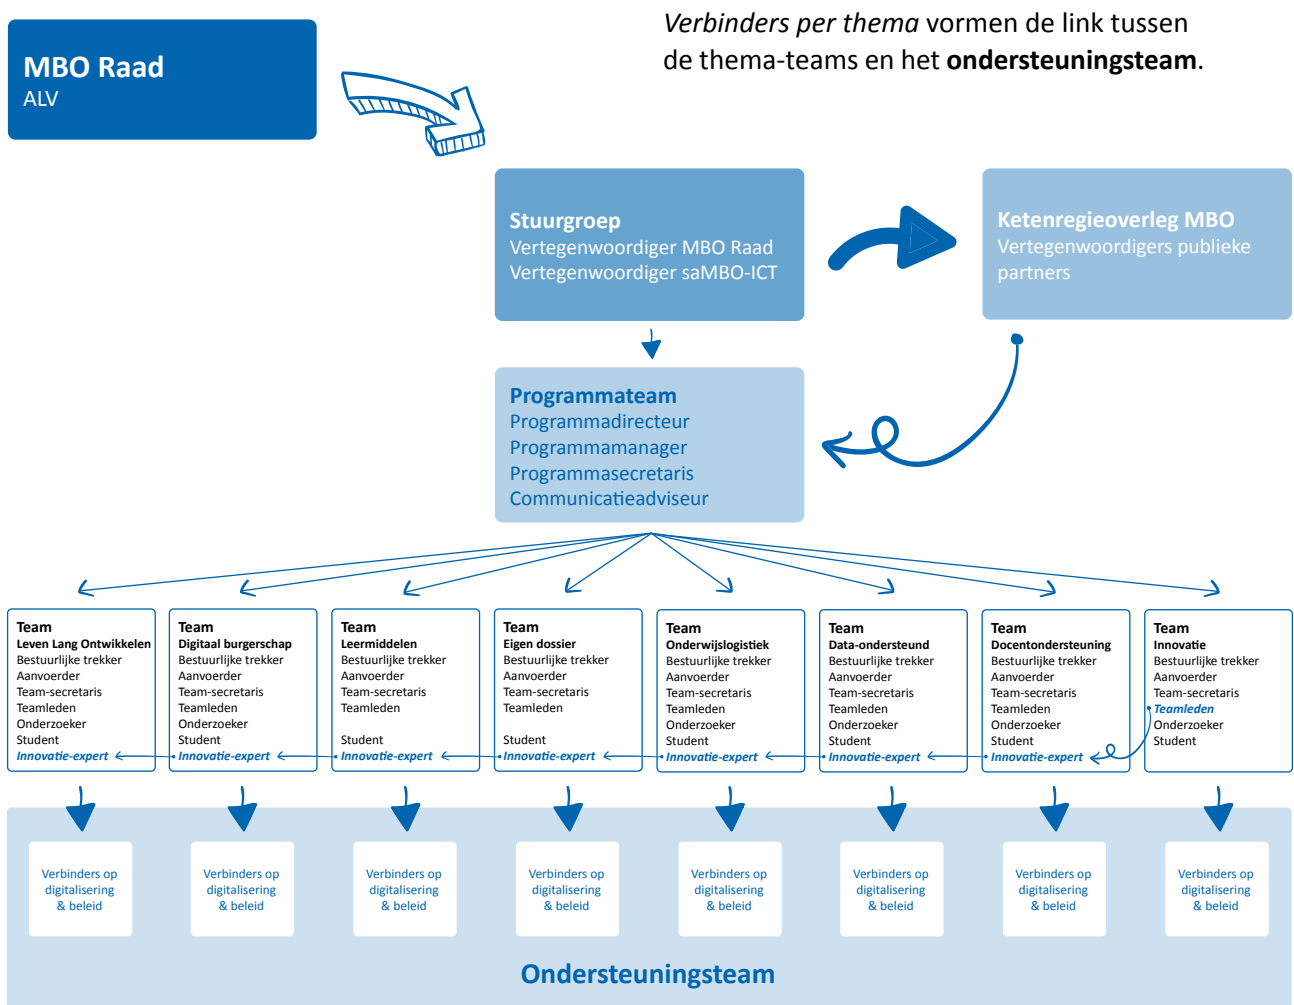 Verbinders per thema vormen de link tussen
de thema-teams en het ondersteuningsteam.
MBO Raad
ALV
Stuurgroep
Vertegenwoordiger MBO Raad
Vertegenwoordiger saMBO-ICT
Ketenregieoverleg MBO
Vertegenwoordigers publieke
partners
Programmateam
Programmadirecteur
Programmamanager
Programmasecretaris
Communicatieadviseur
Team
Leven Lang Ontwikkelen
Bestuurlijke trekker
Aanvoerder
Team-secretaris
Teamleden
Onderzoeker
Student
Innovatie-expert
Team
Digitaal burgerschap
Bestuurlijke trekker
Aanvoerder
Team-secretaris
Teamleden
Onderzoeker
Student
Innovatie-expert
Team
Leermiddelen
Bestuurlijke trekker
Aanvoerder
Team-secretaris
Teamleden
Student
Innovatie-expert
Team
Eigen dossier
Bestuurlijke trekker
Aanvoerder
Team-secretaris
Teamleden
Student
Innovatie-expert
Team
Onderwijslogistiek
Bestuurlijke trekker
Aanvoerder
Team-secretaris
Teamleden
Onderzoeker
Student
Innovatie-expert
Team
Data-ondersteund
Bestuurlijke trekker
Aanvoerder
Team-secretaris
Teamleden
Onderzoeker
Student
Innovatie-expert
Team
Docentondersteuning
Bestuurlijke trekker
Aanvoerder
Team-secretaris
Teamleden
Onderzoeker
Student
Innovatie-expert
Team
Innovatie
Bestuurlijke trekker
Aanvoerder
Team-secretaris
Teamleden
Onderzoeker
Student
Verbinders op
digitalisering
& beleid
Verbinders op
digitalisering
& beleid
Verbinders op
digitalisering
& beleid
Verbinders op
digitalisering
& beleid
Verbinders op
digitalisering
& beleid
Verbinders op
digitalisering
& beleid
Verbinders op
digitalisering
& beleid
Verbinders op
digitalisering
& beleid
Ondersteuningsteam